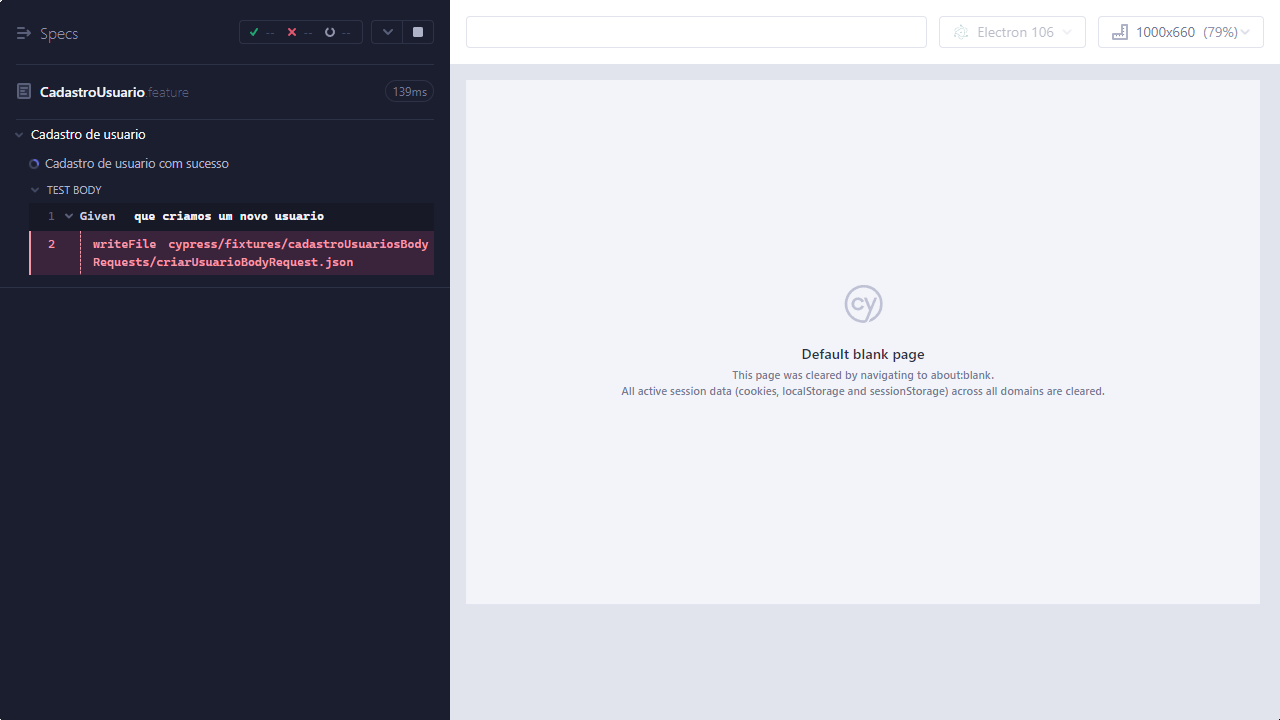 Specs
--
--
--
Electron 106
1000x660 (79%)
CadastroUsuario.feature
139ms
Cadastro de usuario
Cadastro de usuario com sucesso
TEST BODY
1 Given que criamos um novo usuario
2 writeFile cypress/fixtures/cadastroUsuariosBody
Requests/criarUsuarioBodyRequest.json
cy
Default blank page
This page was cleared by navigating to about:blank.
All active session data (cookies, localStorage and sessionStorage) across all domains are cleared.